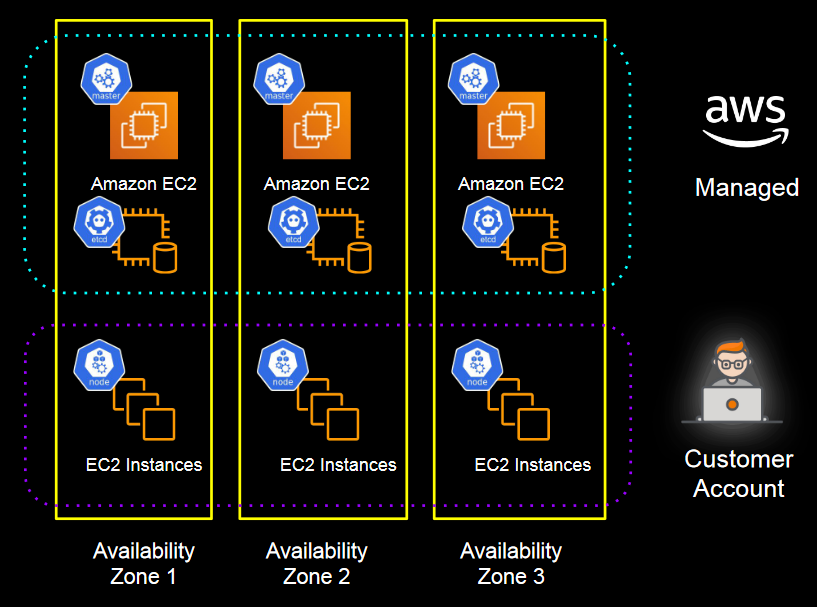 master
master
master
aws
Amazon EC2
Amazon EC2
Amazon EC2
Managed
etcd
etcd
etcd
node
node
node
EC2 Instances
EC2 Instances
EC2 Instances
Customer
Account
Availability
Zone 1
Availability
Zone 2
Availability
Zone 3